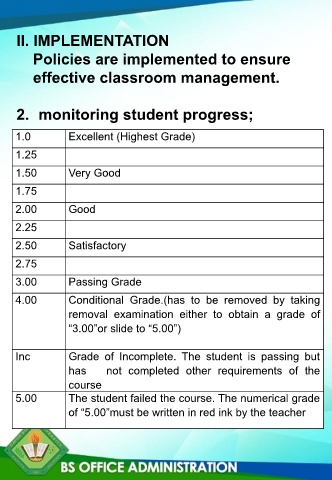 II. IMPLEMENTATION
Policies are implemented to ensure
effective classroom management.
2. monitoring student progress;
1.0 Excellent (Highest Grade)
1.25
1.50 Very Good
1.75
2.00 Good
2.25
2.50 Satisfactory
2.75
3.00 Passing Grade
4.00 Conditional Grade.(has to be removed by taking
removal examination either to obtain a grade of
“3.00”or slide to “5.00”)
Inc Grade of Incomplete. The student is passing but
has not completed other requirements of the
course
5.00 The student failed the course. The numerical grade
of “5.00”must be written in red ink by the teacher
BS OFFICE ADMINISTRATION